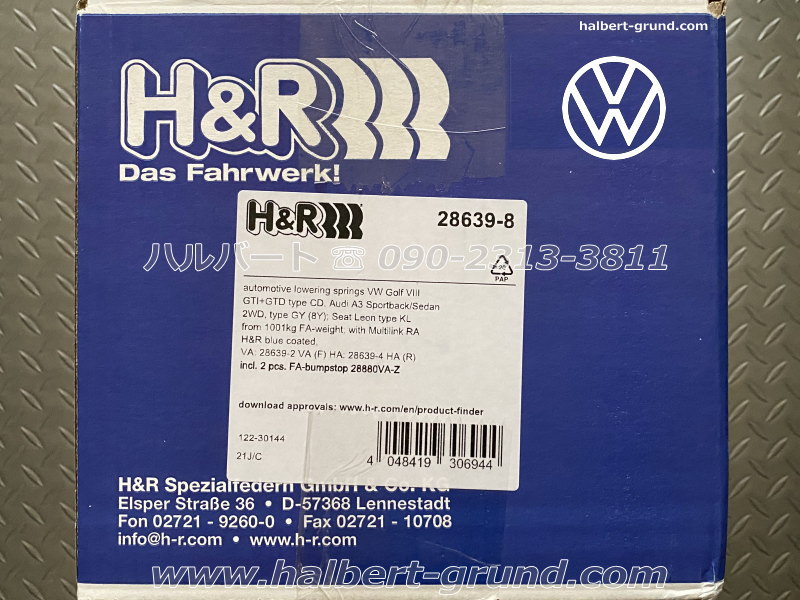 halbert-grund.com
H&R
Das Fahrwerk!
H&R
28639-8
ハルバート ☎ 090-2313-3811
PAP
automotive lowering springs VW Golf VIII
GTI+GTD type CD, Audi A3 Sportback/Sedan
2WD, type GY (8Y); Seat Leon type KL
from 1001kg FA-weight, with Multilink RA
H&R blue coated,
VA: 28639-2 VA (F) HA: 28639-4 HA (R)
incl. 2 pcs. FA-bumpstop 28880VA-Z
download approvals: www.h-r.com/en/product-finder
122-30144
21J/C
4 048419 306944
H&R Spezialfedern GmbH & Co. KG
Elsper Straße 36 • D-57368 Lennestadt
Fon 02721 - 9260-0 • Fax 02721 - 10708
info@h-r.com • www.h-r.com
www.halbert-grund.com